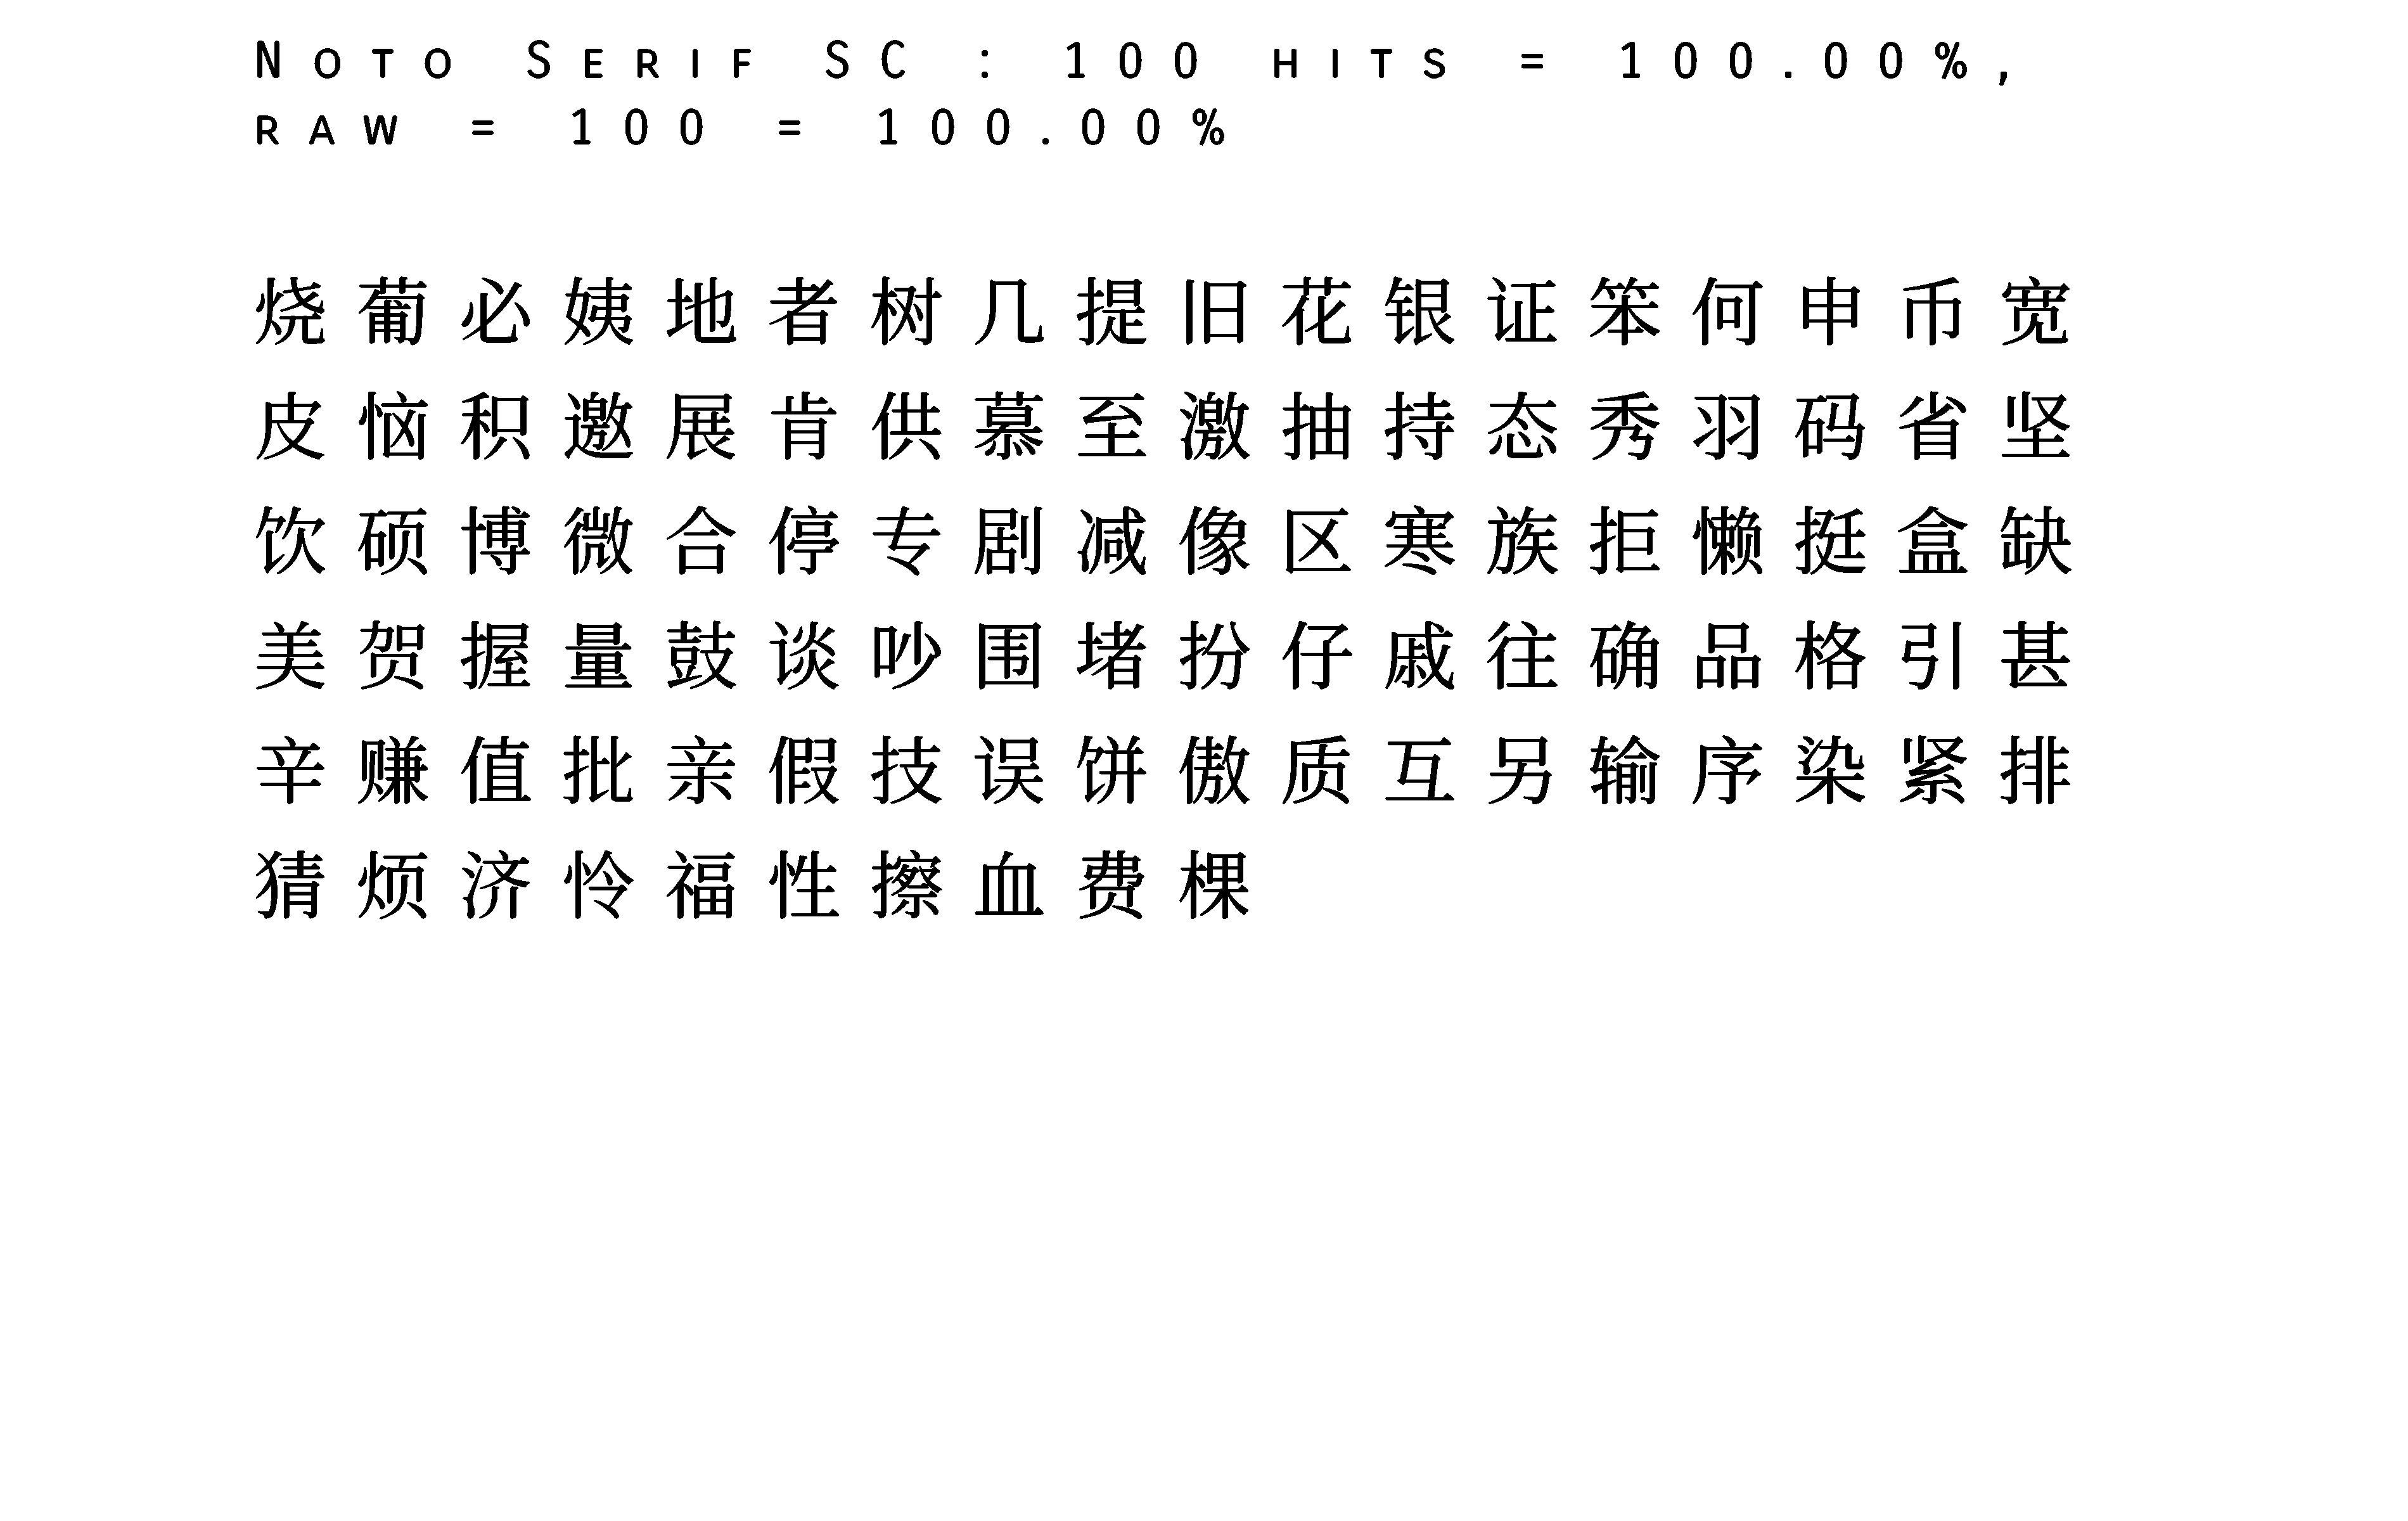 Noto Serif SC : 100 hits = 100.00%,
raw = 100 = 100.00%
烧葡必姨地者树几提旧花银证笨何申币宽
皮恼积邀展肯供慕至激抽持态秀羽码省坚
饮硕博微合停专剧减像区寒族拒懒挺盒缺
美贺握量鼓谈吵围堵扮仔戚往确品格引甚
辛赚值批亲假技误饼傲质互另输序染紧排
猜烦济怜福性擦血费棵